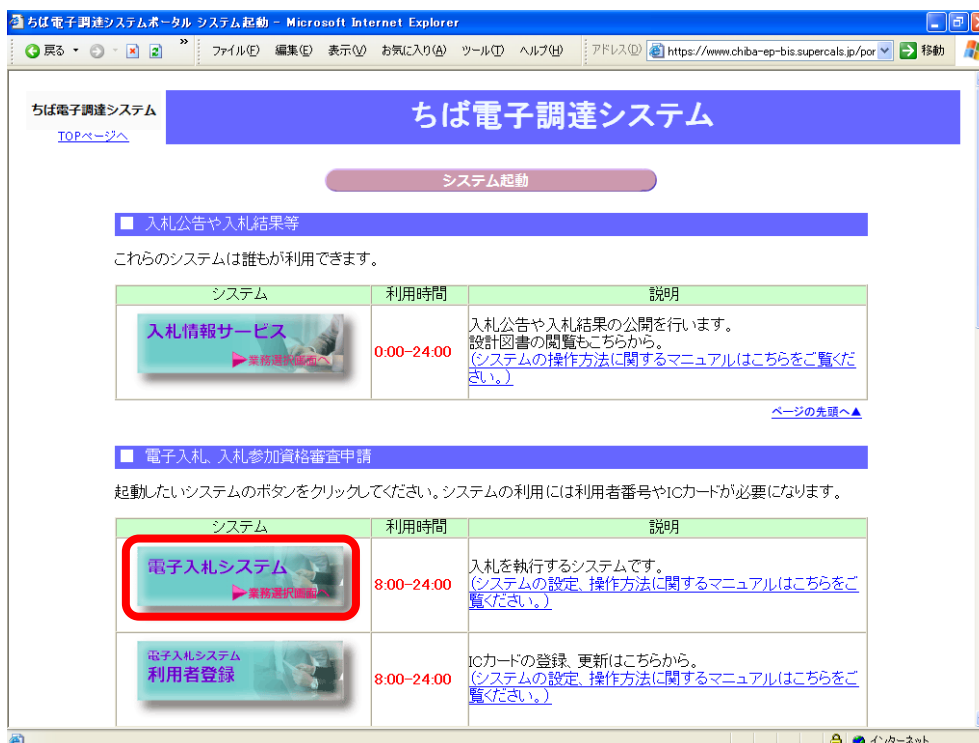 ちば電子調達システムポータル システム起動 - Microsoft Internet Explorer
戻る ファイル(F) 編集(E) 表示(V) お気に入り(A) ツール(T) ヘルプ(H) アドレス(D) https://www.chiba-ep-bis.supercals.jp/por 移動
ちば電子調達システム
TOPページへ
ちば電子調達システム
システム起動
■ 入札公告や入札結果等
これらのシステムは誰もが利用できます。
システム 利用時間 説明
入札情報サービス
▶業務選択画面へ
0:00-24:00
入札公告や入札結果の公開を行います。
設計図書の閲覧もこちらから。
(システムの操作方法に関するマニュアルはこちらをご覧くだ
さい。)
ページの先頭へ▲
■ 電子入札、入札参加資格審査申請
起動したいシステムのボタンをクリックしてください。システムの利用には利用者番号やICカードが必要になります。
システム 利用時間 説明
電子入札システム
▶業務選択画面へ
8:00-24:00
入札を執行するシステムです。
(システムの設定、操作方法に関するマニュアルはこちらをご
覧ください。)
電子入札システム
利用者登録
8:00-24:00
ICカードの登録、更新はこちらから。
(システムの設定、操作方法に関するマニュアルはこちらをご
覧ください。)
インターネット